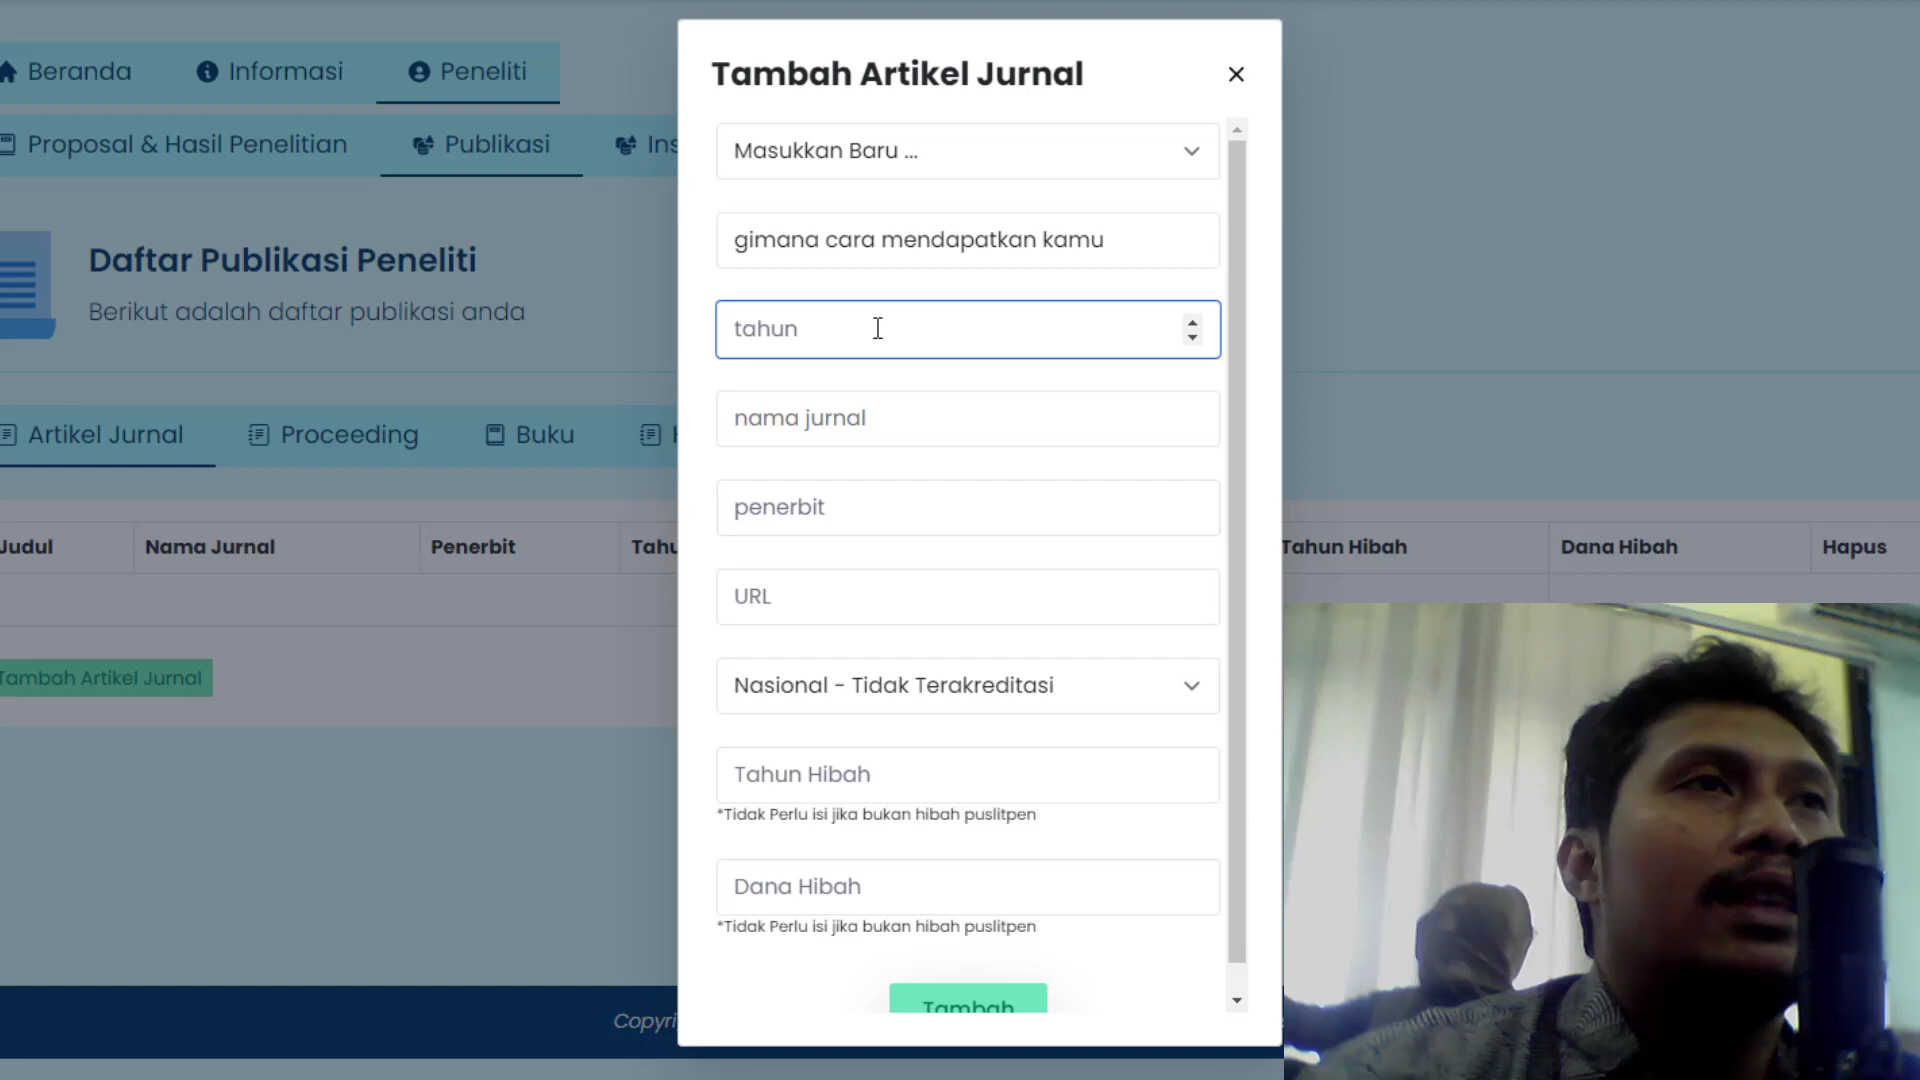 Beranda
Informasi
Peneliti
Proposal & Hasil Penelitian
Publikasi
Daftar Publikasi Peneliti
Berikut adalah daftar publikasi anda
Artikel Jurnal
Proceeding
Buku
Judul
Nama Jurnal
Penerbit
Tahun Hibah
Dana Hibah
Hapus
Tambah Artikel Jurnal
Tambah Artikel Jurnal
Masukkan Baru ...
gimana cara mendapatkan kamu
tahun
nama jurnal
penerbit
URL
Nasional - Tidak Terakreditasi
Tahun Hibah
*Tidak Perlu isi jika bukan hibah puslitpen
Dana Hibah
*Tidak Perlu isi jika bukan hibah puslitpen
Tambah